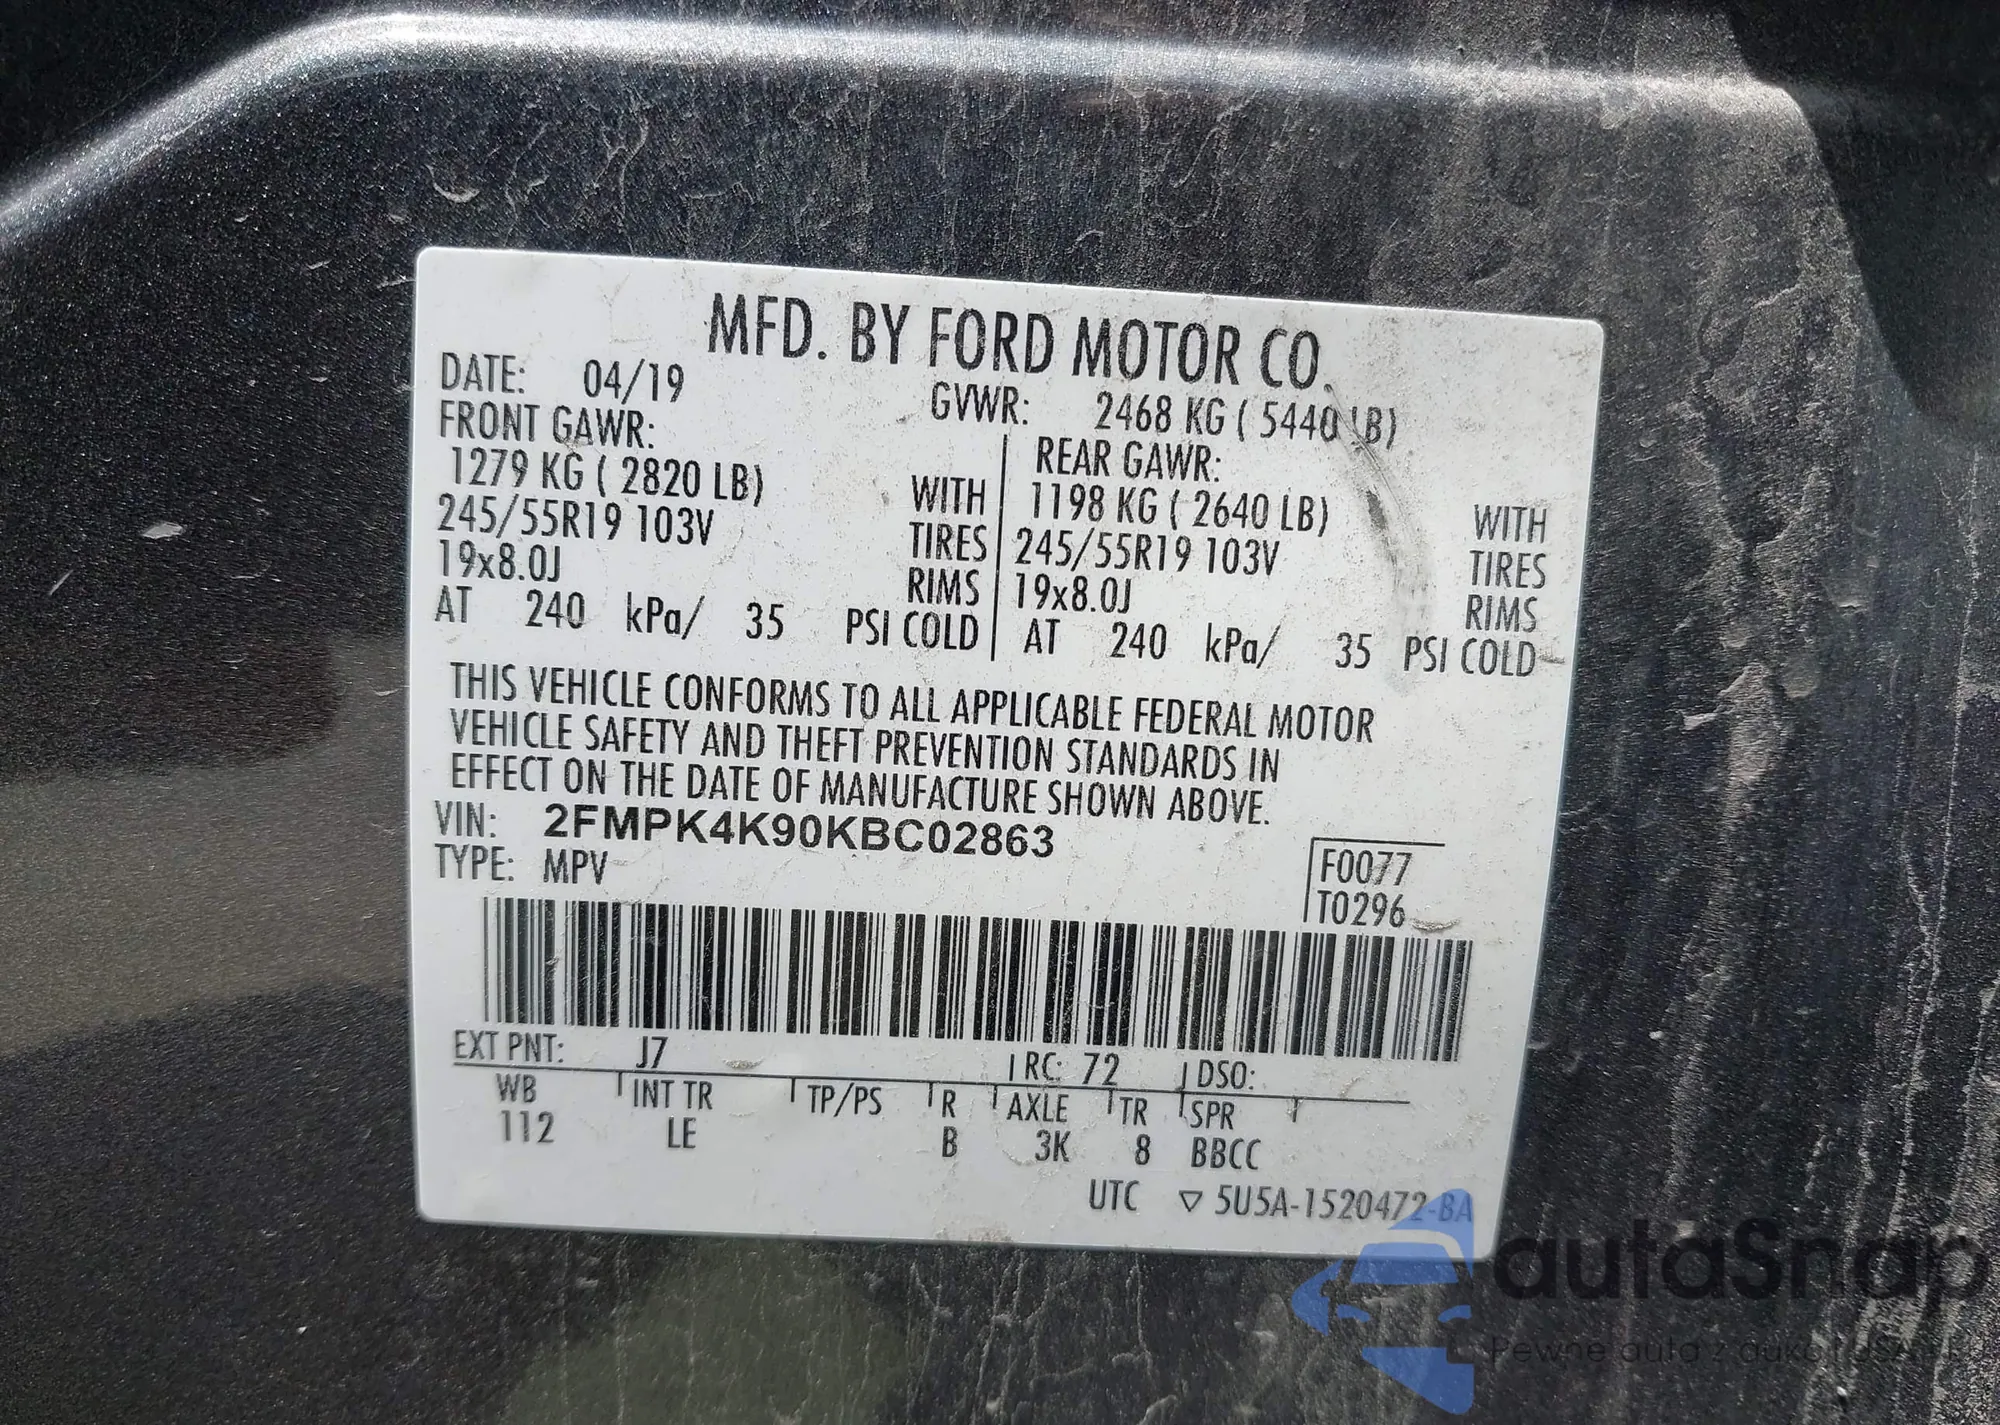 MFD. BY FORD MOTOR CO.
DATE: 04/19 GVWR: 2468 KG ( 5440 LB)
FRONT GAWR: REAR GAWR:
1279 KG ( 2820 LB) WITH 1198 KG ( 2640 LB) WITH
245/55R19 103V TIRES 245/55R19 103V TIRES
19x8.0J RIMS 19x8.0J RIMS
AT 240 kPa/ 35 PSI COLD AT 240 kPa/ 35 PSI COLD
THIS VEHICLE CONFORMS TO ALL APPLICABLE FEDERAL MOTOR
VEHICLE SAFETY AND THEFT PREVENTION STANDARDS IN
EFFECT ON THE DATE OF MANUFACTURE SHOWN ABOVE.
VIN: 2FMPK4K90KBC02863
TYPE: MPV
F0077
T0296
EXT PNT: J7 RC: 72 DSO:
WB INT TR TP/PS R AXLE TR SPR
112 LE B 3K 8 BBCC
UTC ▽ 5U5A-1520472-BA
autaSnap
Pewne auta z aukcji